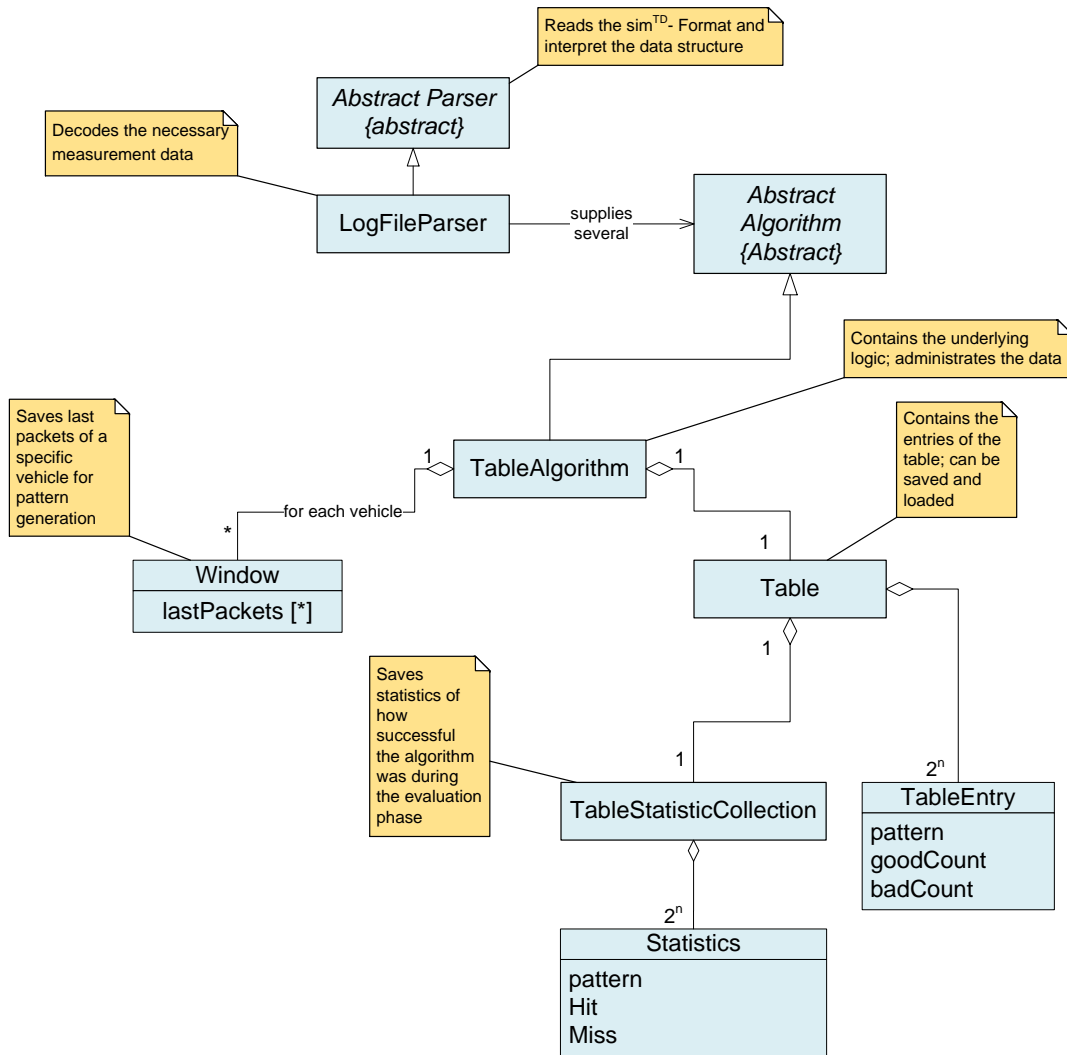 Reads the sim^TD- Format and
interpret the data structure
Abstract Parser
{abstract}
Decodes the necessary
measurement data
LogFileParser
supplies
several
Abstract
Algorithm
{Abstract}
Contains the underlying
logic; administrates the data
Saves last
packets of a
specific
vehicle for
pattern
generation
Contains the
entries of the
table; can be
saved and
loaded
1
TableAlgorithm
1
for each vehicle
*
1
Window
lastPackets [*]
Table
1
Saves
statistics of
how
successful
the algorithm
was during
the evaluation
phase
1
2^n
TableStatisticCollection
TableEntry
pattern
goodCount
badCount
2^n
Statistics
pattern
Hit
Miss